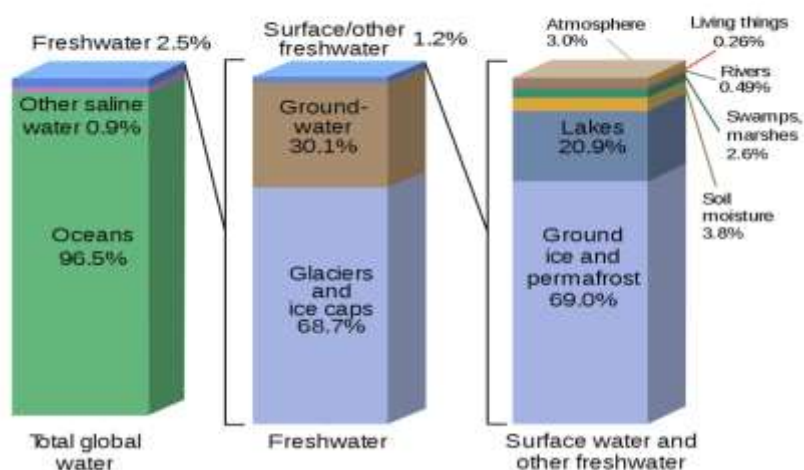 Freshwater 2.5%
Other saline
water 0.9%
Oceans
96.5%
Total global
water
Surface/other
freshwater 1.2%
Ground-
water
30.1%
Glaciers
and
ice caps
68.7%
Freshwater
Atmosphere
3.0%
Living things
0.26%
Rivers
0.49%
Swamps,
marshes
2.6%
Soil
moisture
3.8%
Lakes
20.9%
Ground
ice and
permafrost
69.0%
Surface water and
other freshwater